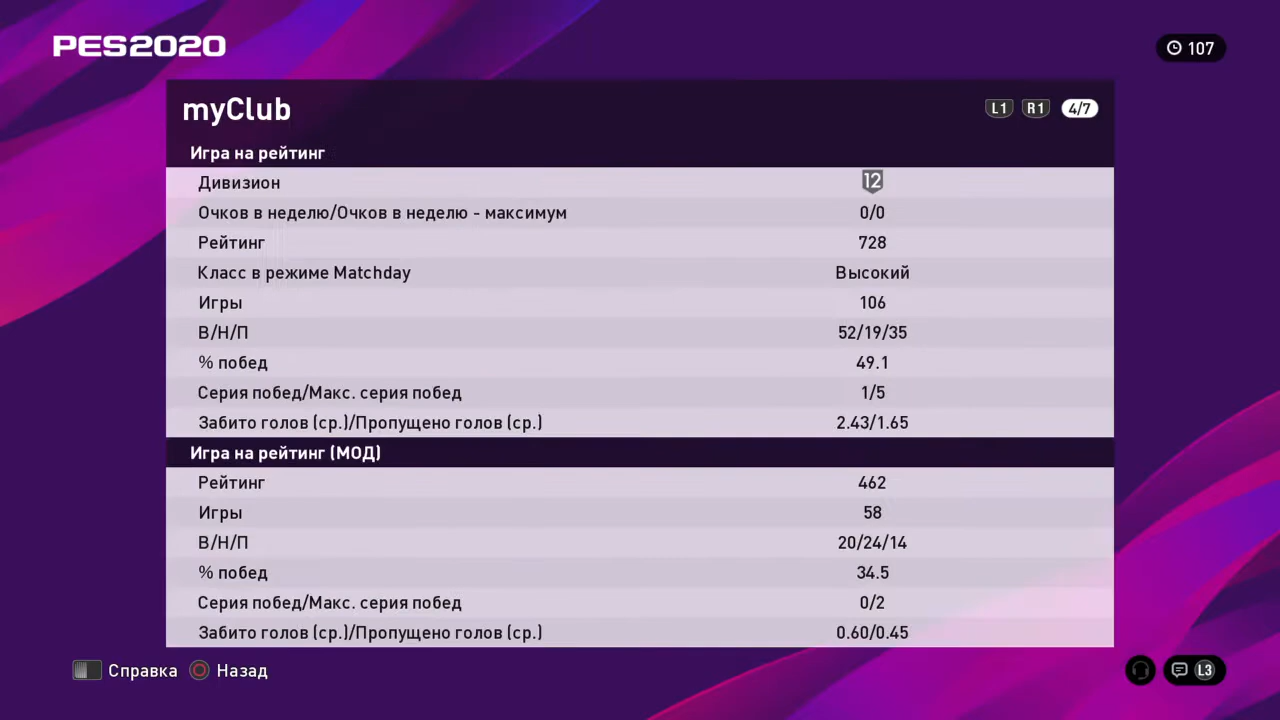 PES2020
107
myClub
L1 R1 4/7
Игра на рейтинг
Дивизион 12
Очков в неделю/Очков в неделю - максимум 0/0
Рейтинг 728
Класс в режиме Matchday Высокий
Игры 106
В/Н/П 52/19/35
% побед 49.1
Серия побед/Макс. серия побед 1/5
Забито голов (ср.)/Пропущено голов (ср.) 2.43/1.65
Игра на рейтинг (МОД)
Рейтинг 462
Игры 58
В/Н/П 20/24/14
% побед 34.5
Серия побед/Макс. серия побед 0/2
Забито голов (ср.)/Пропущено голов (ср.) 0.60/0.45
Справка Назад L3